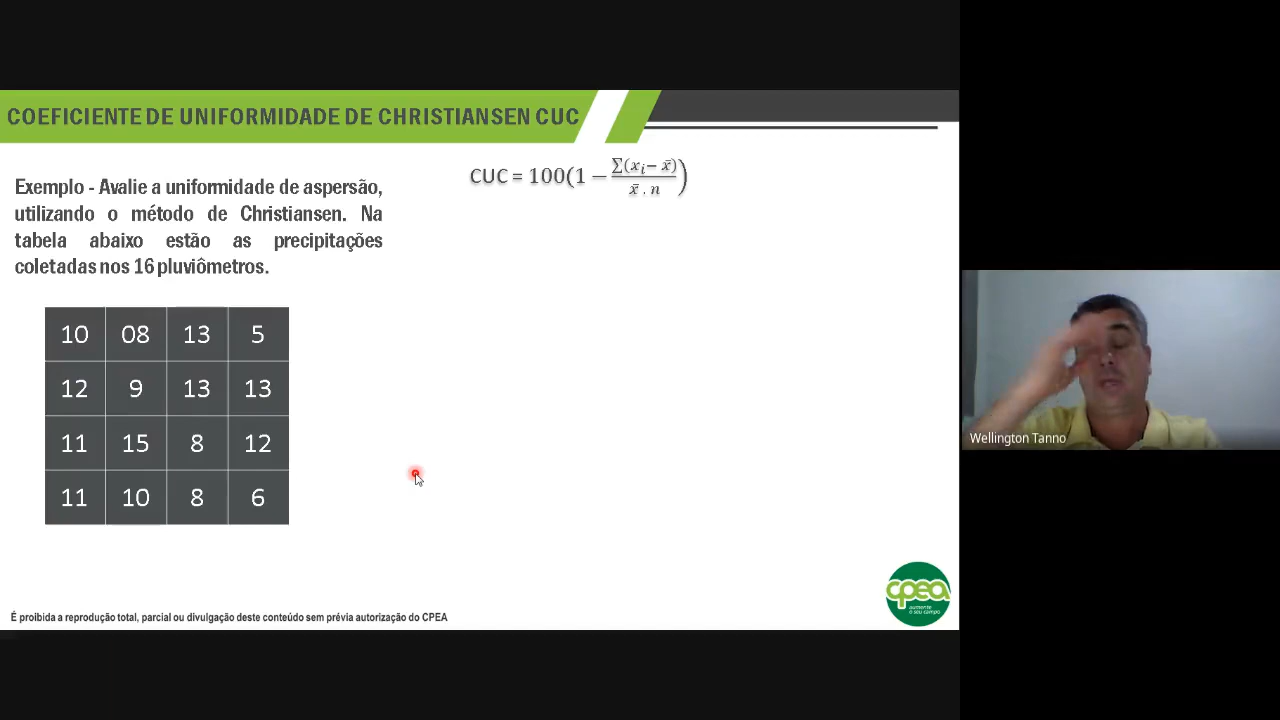 COEFICIENTE DE UNIFORMIDADE DE CHRISTIANSEN CUC
Exemplo - Avalie a uniformidade de aspersão,
utilizando o método de Christiansen. Na
tabela abaixo estão as precipitações
coletadas nos 16 pluviômetros.
CUC = 100(1 − ∑(xᵢ− x̄) / x̄ . n)
10 08 13 5
12 9 13 13
11 15 8 12
11 10 8 6
Wellington Tanno
cpea
aumente
o seu campo
É proibida a reprodução total, parcial ou divulgação deste conteúdo sem prévia autorização do CPEA